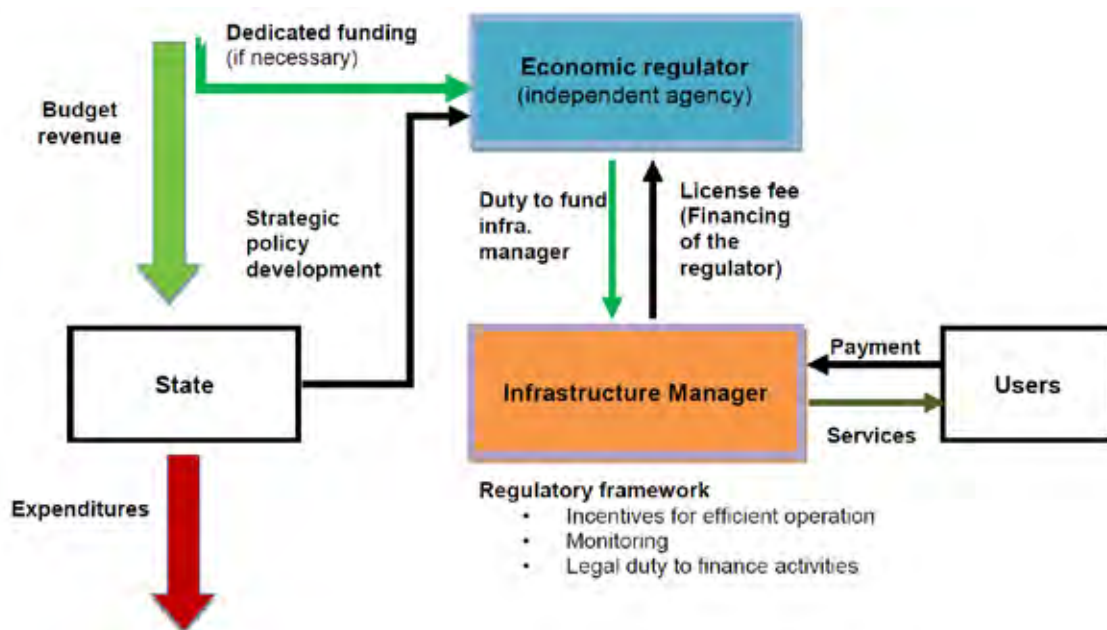 Dedicated funding
(if necessary)
Economic regulator
(independent agency)
Budget
revenue
Strategic
policy
development
Duty to fund
infra.
manager
License fee
(Financing
of the
regulator)
State
Infrastructure Manager
Payment
Services
Users
Expenditures
Regulatory framework
• Incentives for efficient operation
• Monitoring
• Legal duty to finance activities